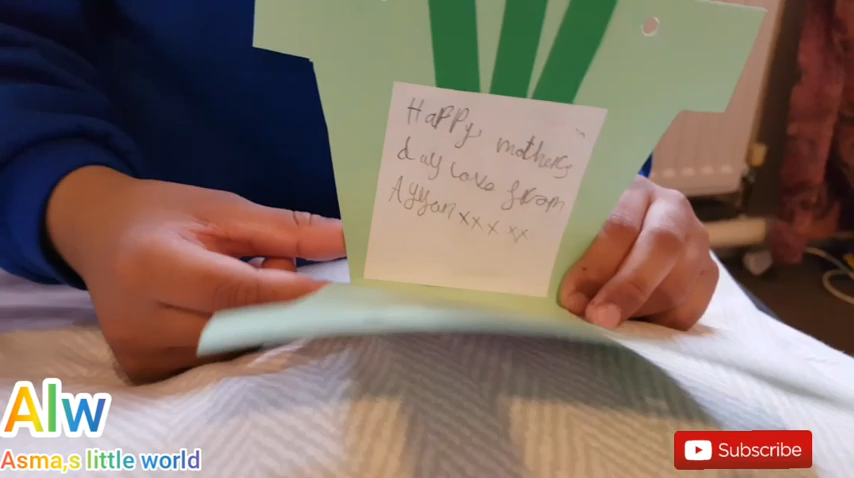 Happy mothers
day love from
Ayyan xxxxx
Alw
Asma,s little world
Subscribe